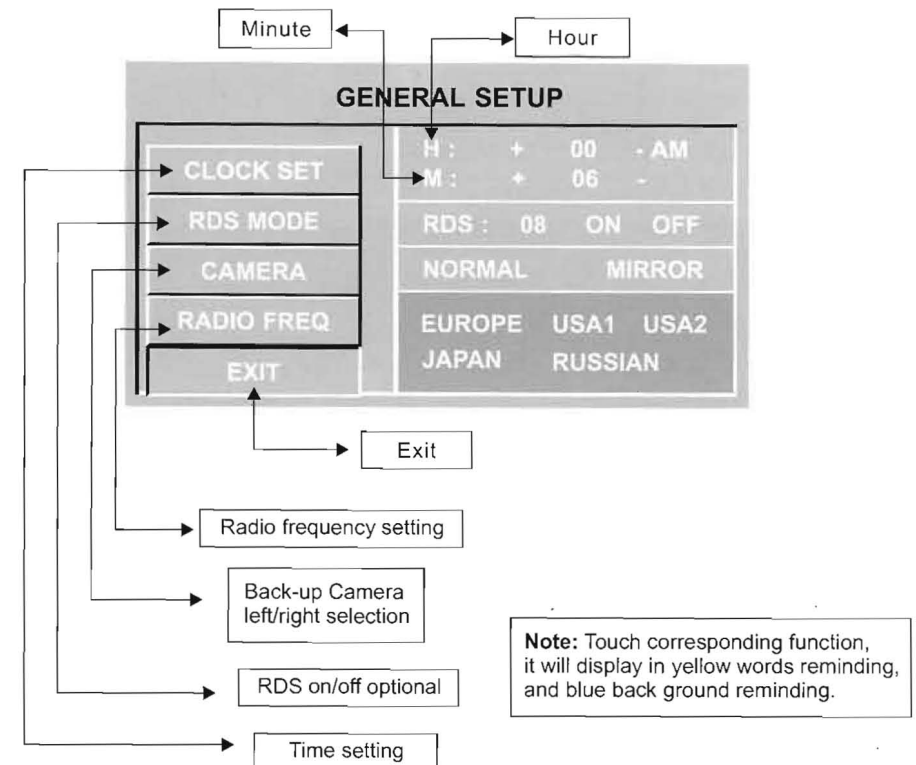 Minute
Hour
GENERAL SETUP
CLOCK SET
H : + 00 - AM
M : + 06 -
RDS MODE
RDS : 08 ON OFF
CAMERA
NORMAL MIRROR
RADIO FREQ
EUROPE USA1 USA2
JAPAN RUSSIAN
EXIT
Exit
Radio frequency setting
Back-up Camera
left/right selection
Note: Touch corresponding function,
it will display in yellow words reminding,
and blue back ground reminding.
RDS on/off optional
Time setting